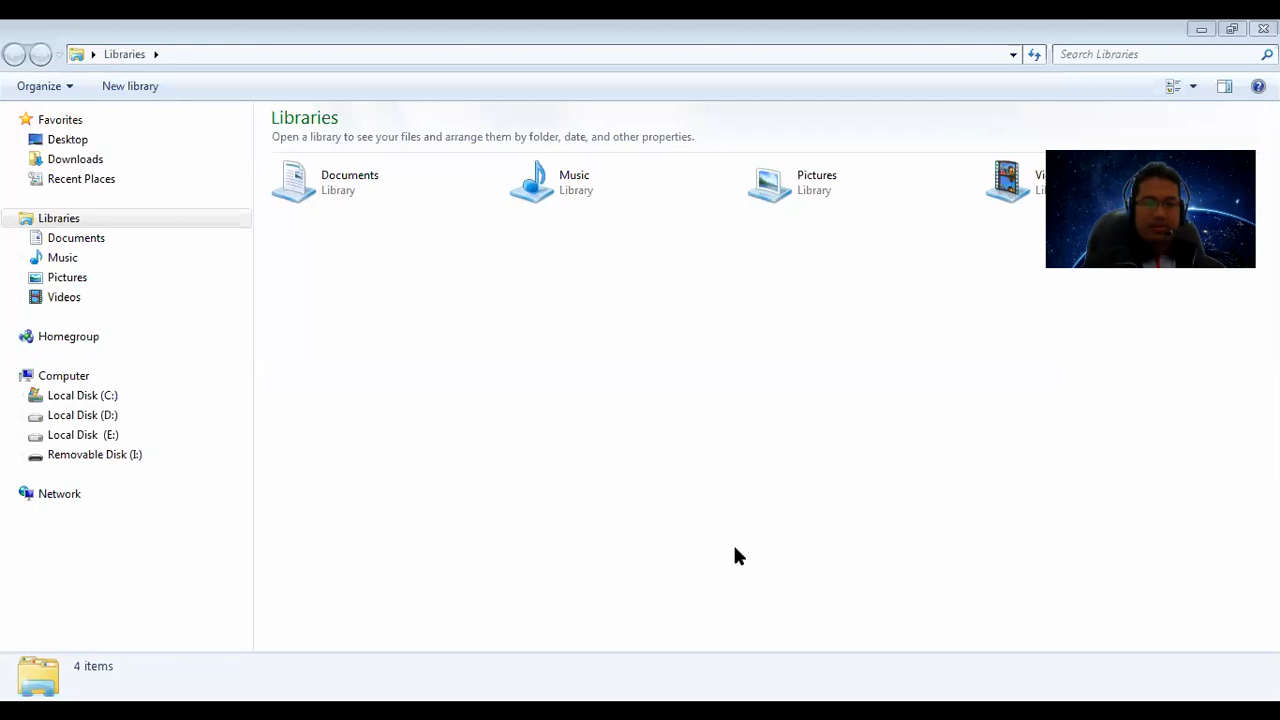 Libraries
Search Libraries
Organize
New library
Favorites
Desktop
Downloads
Recent Places
Libraries
Documents
Music
Pictures
Videos
Homegroup
Computer
Local Disk (C:)
Local Disk (D:)
Local Disk (E:)
Removable Disk (I:)
Network
Libraries
Open a library to see your files and arrange them by folder, date, and other properties.
Documents
Library
Music
Library
Pictures
Library
4 items